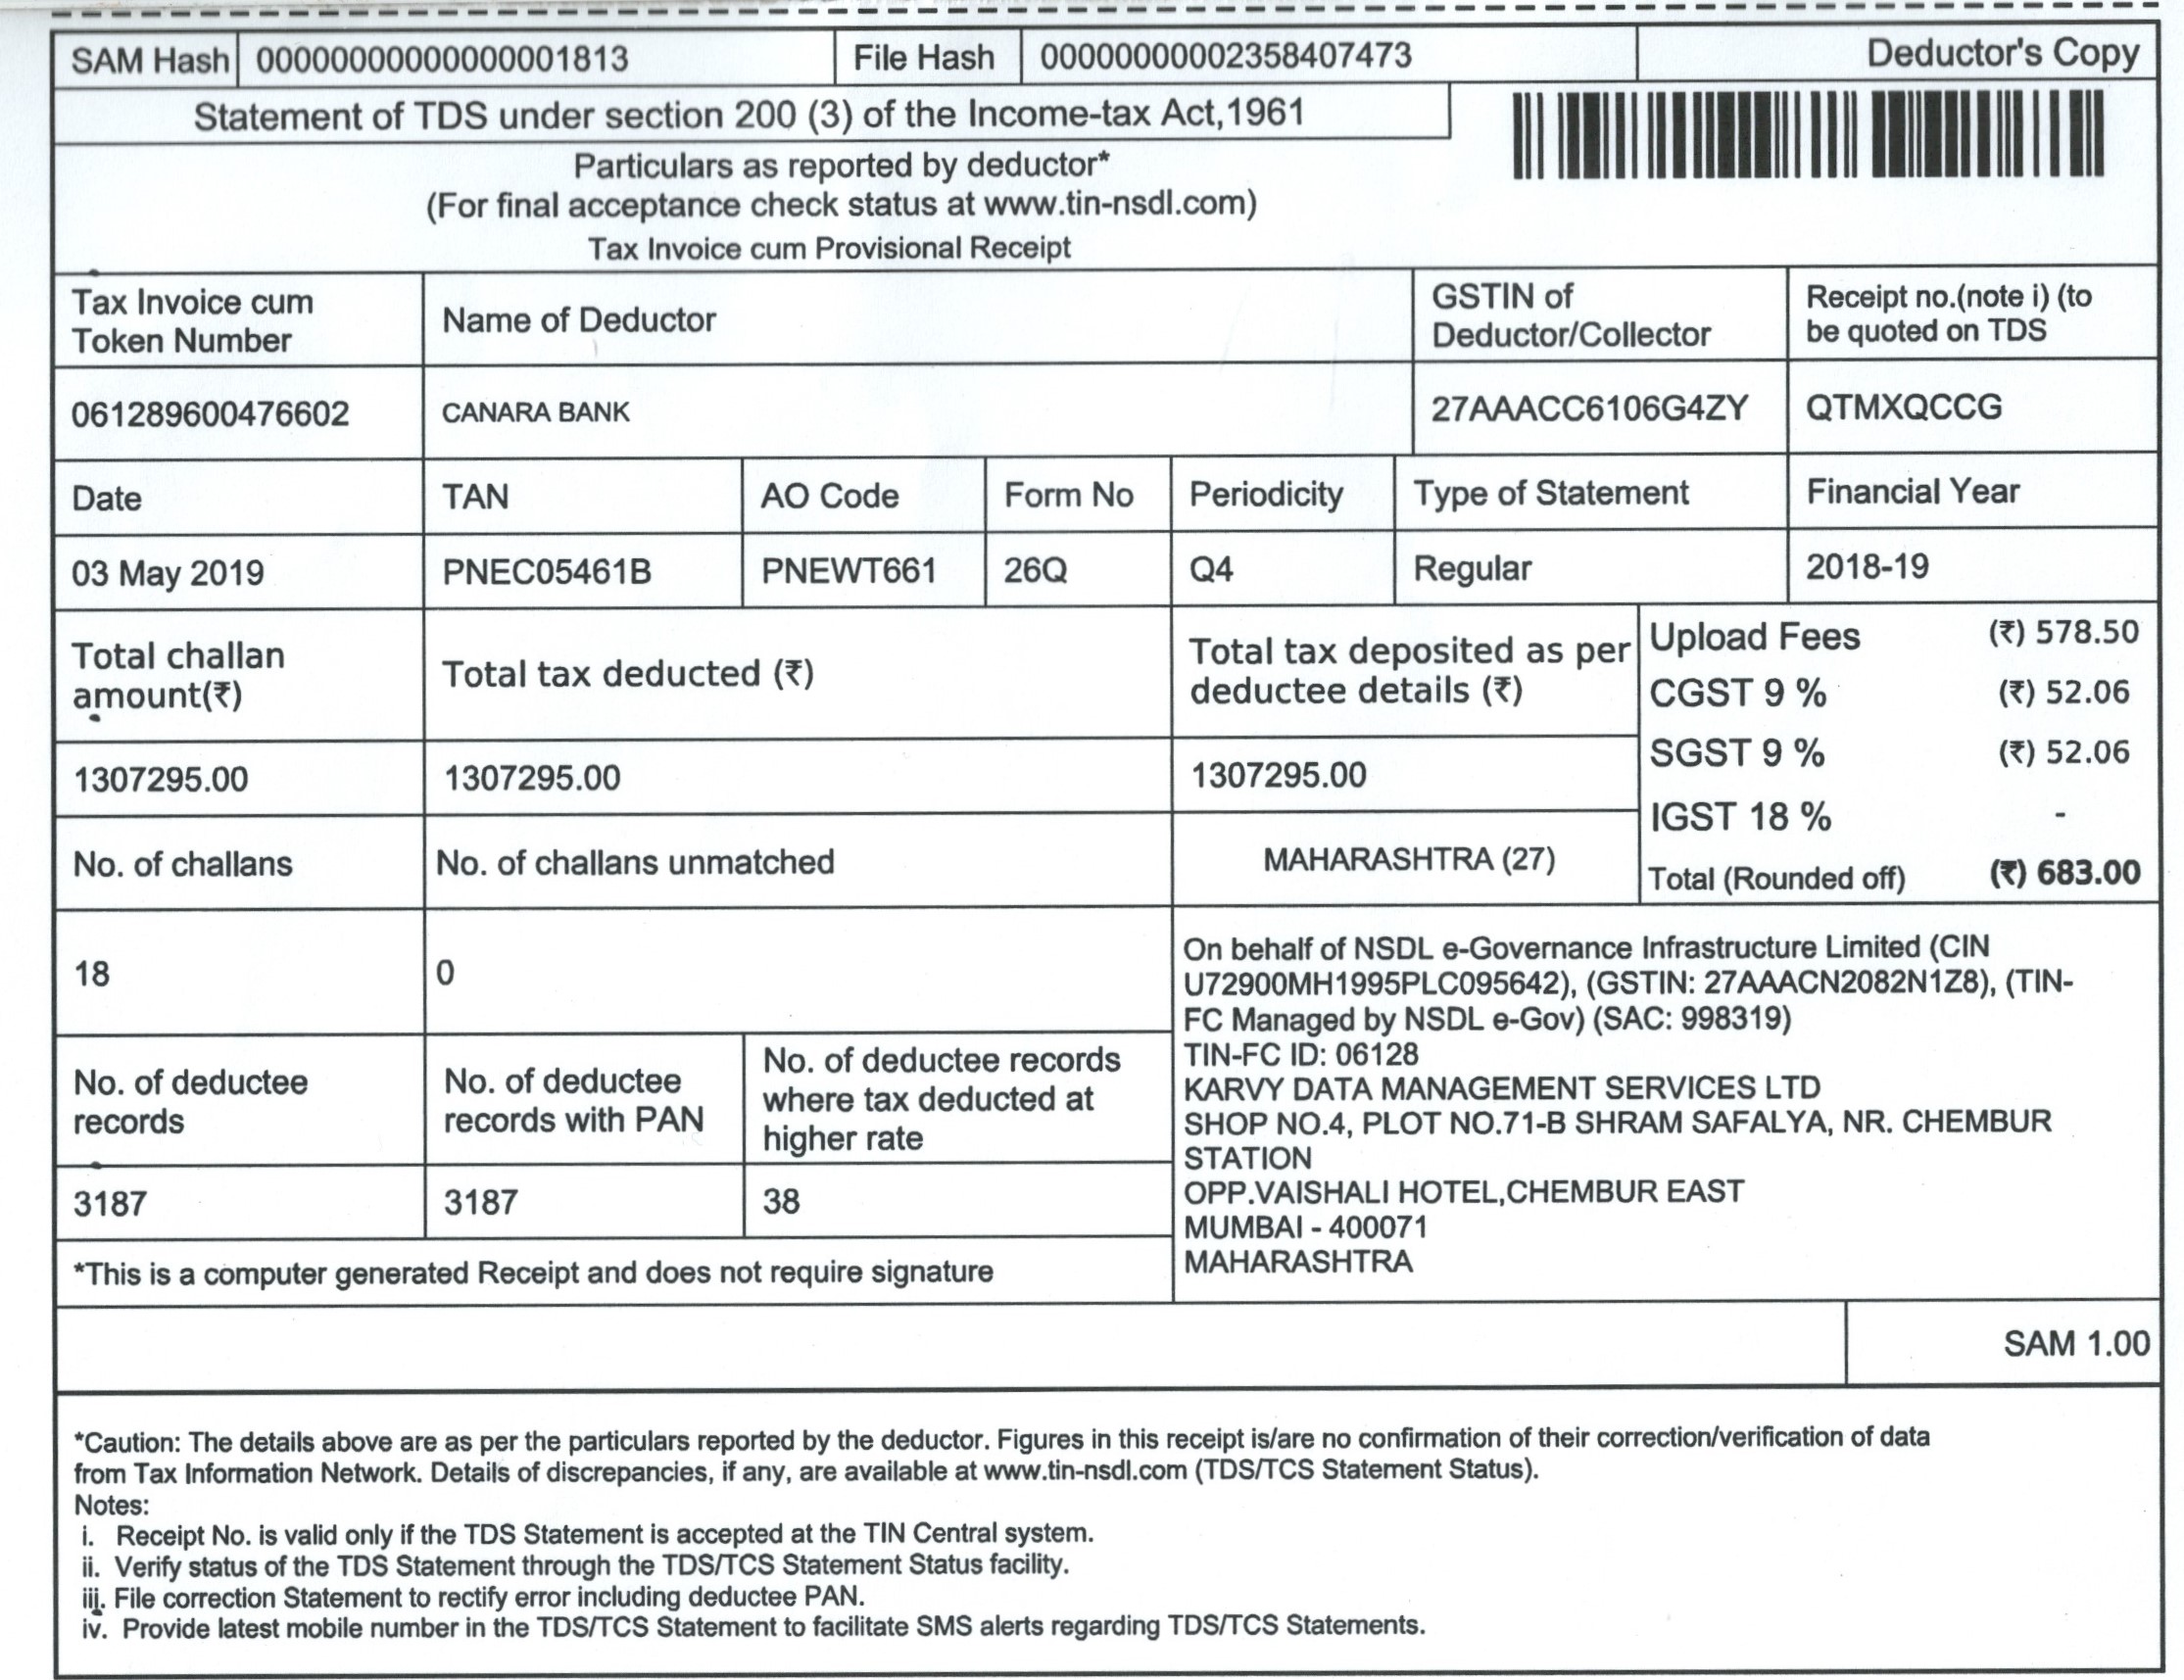 SAM Hash 00000000000000001813 File Hash 00000000002358407473 Deductor's Copy
Statement of TDS under section 200 (3) of the Income-tax Act,1961
Particulars as reported by deductor*
(For final acceptance check status at www.tin-nsdl.com)
Tax Invoice cum Provisional Receipt
Tax Invoice cum
Token Number
Name of Deductor
GSTIN of
Deductor/Collector
Receipt no.(note i) (to
be quoted on TDS
061289600476602 CANARA BANK 27AAACC6106G4ZY QTMXQCCG
Date TAN AO Code Form No Periodicity Type of Statement Financial Year
03 May 2019 PNEC05461B PNEWT661 26Q Q4 Regular 2018-19
Total challan
amount(₹)
Total tax deducted (₹)
Total tax deposited as per
deductee details (₹)
Upload Fees (₹) 578.50
CGST 9 % (₹) 52.06
SGST 9 % (₹) 52.06
IGST 18 % -
Total (Rounded off) (₹) 683.00
1307295.00 1307295.00 1307295.00
No. of challans No. of challans unmatched MAHARASHTRA (27)
18 0
On behalf of NSDL e-Governance Infrastructure Limited (CIN
U72900MH1995PLC095642), (GSTIN: 27AAACN2082N1Z8), (TIN-
FC Managed by NSDL e-Gov) (SAC: 998319)
TIN-FC ID: 06128
KARVY DATA MANAGEMENT SERVICES LTD
SHOP NO.4, PLOT NO.71-B SHRAM SAFALYA, NR. CHEMBUR
STATION
OPP.VAISHALI HOTEL,CHEMBUR EAST
MUMBAI - 400071
MAHARASHTRA
No. of deductee
records
No. of deductee
records with PAN
No. of deductee records
where tax deducted at
higher rate
3187 3187 38
*This is a computer generated Receipt and does not require signature
SAM 1.00
*Caution: The details above are as per the particulars reported by the deductor. Figures in this receipt is/are no confirmation of their correction/verification of data
from Tax Information Network. Details of discrepancies, if any, are available at www.tin-nsdl.com (TDS/TCS Statement Status).
Notes:
i. Receipt No. is valid only if the TDS Statement is accepted at the TIN Central system.
ii. Verify status of the TDS Statement through the TDS/TCS Statement Status facility.
iii. File correction Statement to rectify error including deductee PAN.
iv. Provide latest mobile number in the TDS/TCS Statement to facilitate SMS alerts regarding TDS/TCS Statements.